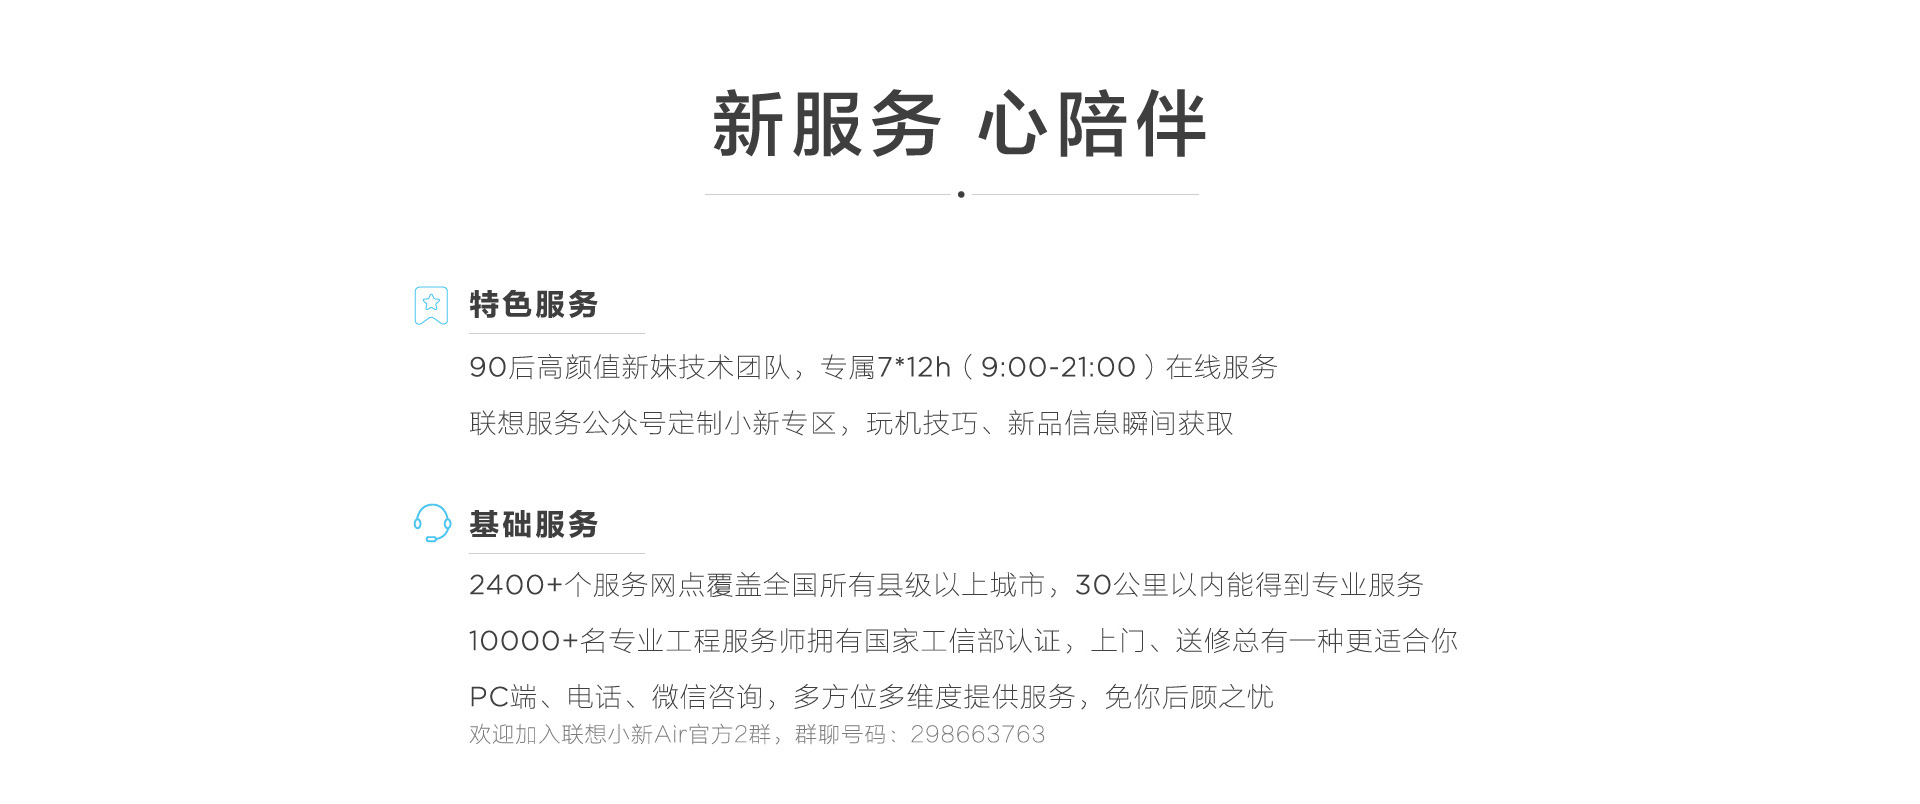 新服务 心陪伴
特色服务
90后高颜值新妹技术团队，专属7*12h（9:00-21:00）在线服务
联想服务公众号定制小新专区，玩机技巧、新品信息瞬间获取
基础服务
2400+个服务网点覆盖全国所有县级以上城市，30公里以内能得到专业服务
10000+名专业工程服务师拥有国家工信部认证，上门、送修总有一种更适合你
PC端、电话、微信咨询，多方位多维度提供服务，免你后顾之忧
欢迎加入联想小新Air官方2群，群聊号码：298663763